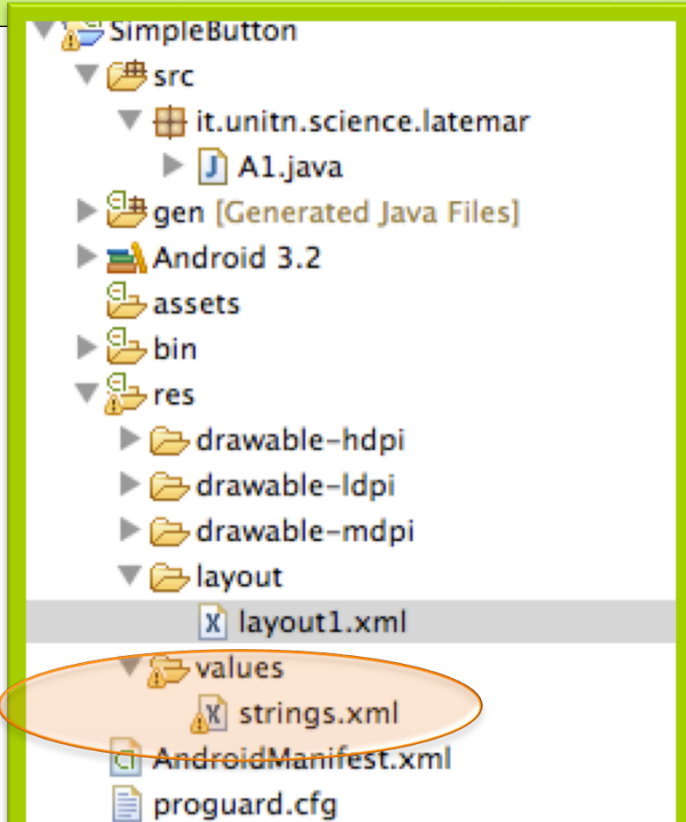 SimpleButton
src
it.unitn.science.latemar
A1.java
gen [Generated Java Files]
Android 3.2
assets
bin
res
drawable-hdpi
drawable-ldpi
drawable-mdpi
layout
layout1.xml
values
strings.xml
AndroidManifest.xml
proguard.cfg